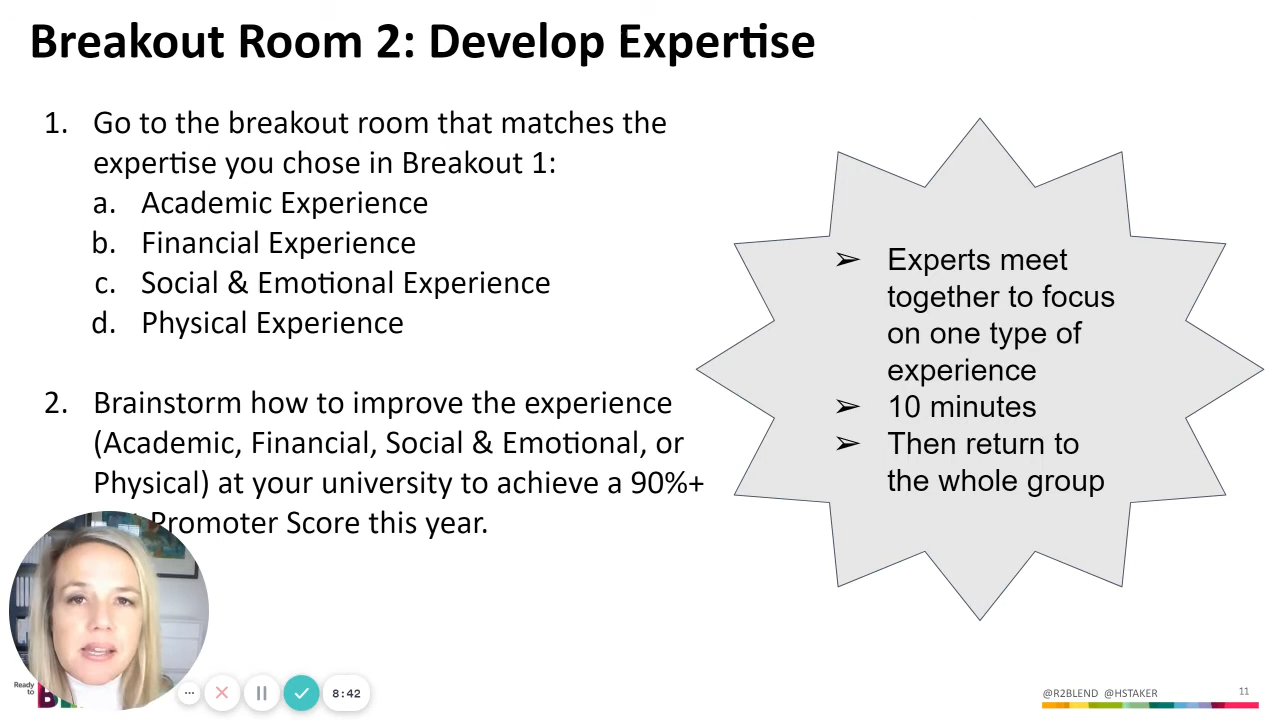 Breakout Room 2: Develop Expertise
1. Go to the breakout room that matches the
expertise you chose in Breakout 1:
a. Academic Experience
b. Financial Experience
c. Social & Emotional Experience
d. Physical Experience
2. Brainstorm how to improve the experience
(Academic, Financial, Social & Emotional, or
Physical) at your university to achieve a 90%+
Promoter Score this year.
➢ Experts meet
together to focus
on one type of
experience
➢ 10 minutes
➢ Then return to
the whole group
Ready
to
8:42
@R2BLEND @HSTAKER
11